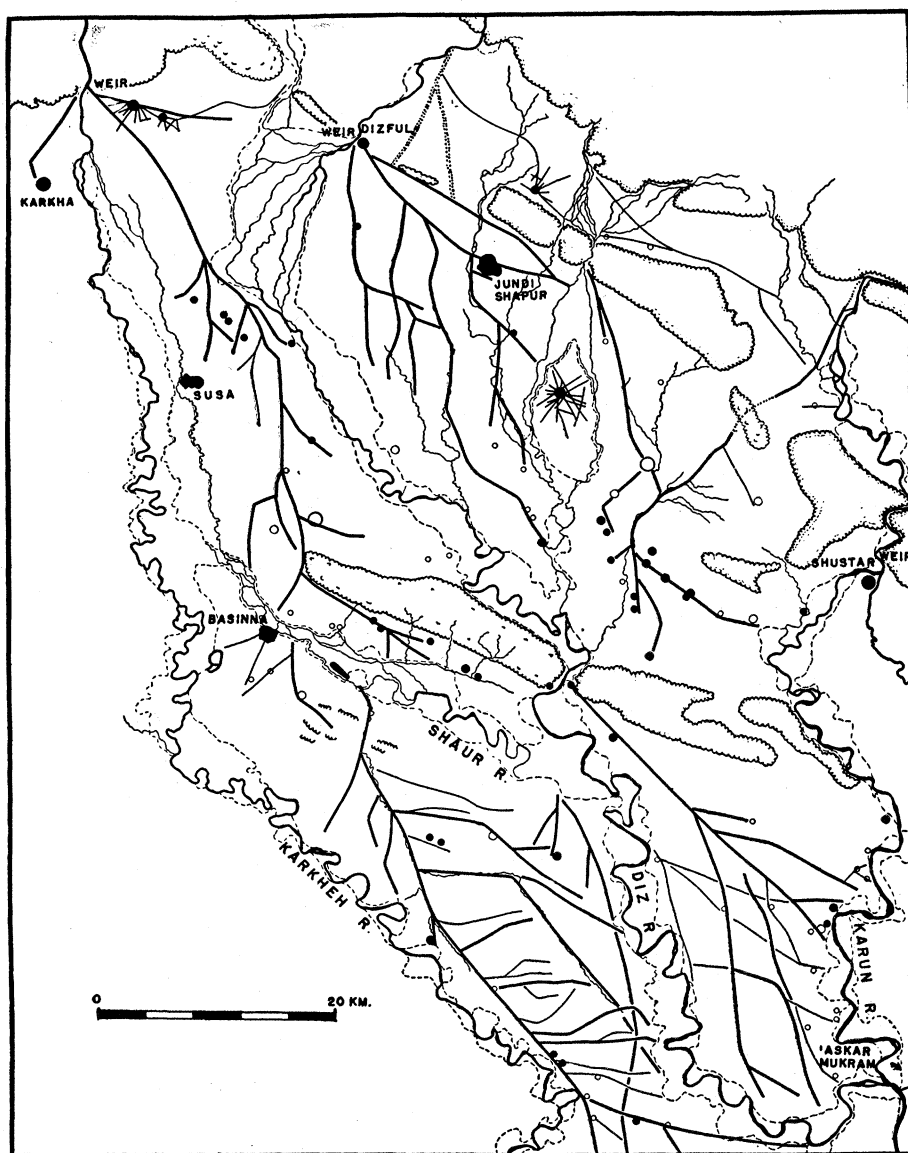 WEIR
WEIR DIZFUL
KARKHA
JUNDI
SHAPUR
SUSA
SHUSTAR WEIR
BASINNA
SHAUR R.
KARKHEH R.
DIZ R
KARUN R.
0 20 KM.
'ASKAR
MUKRAM